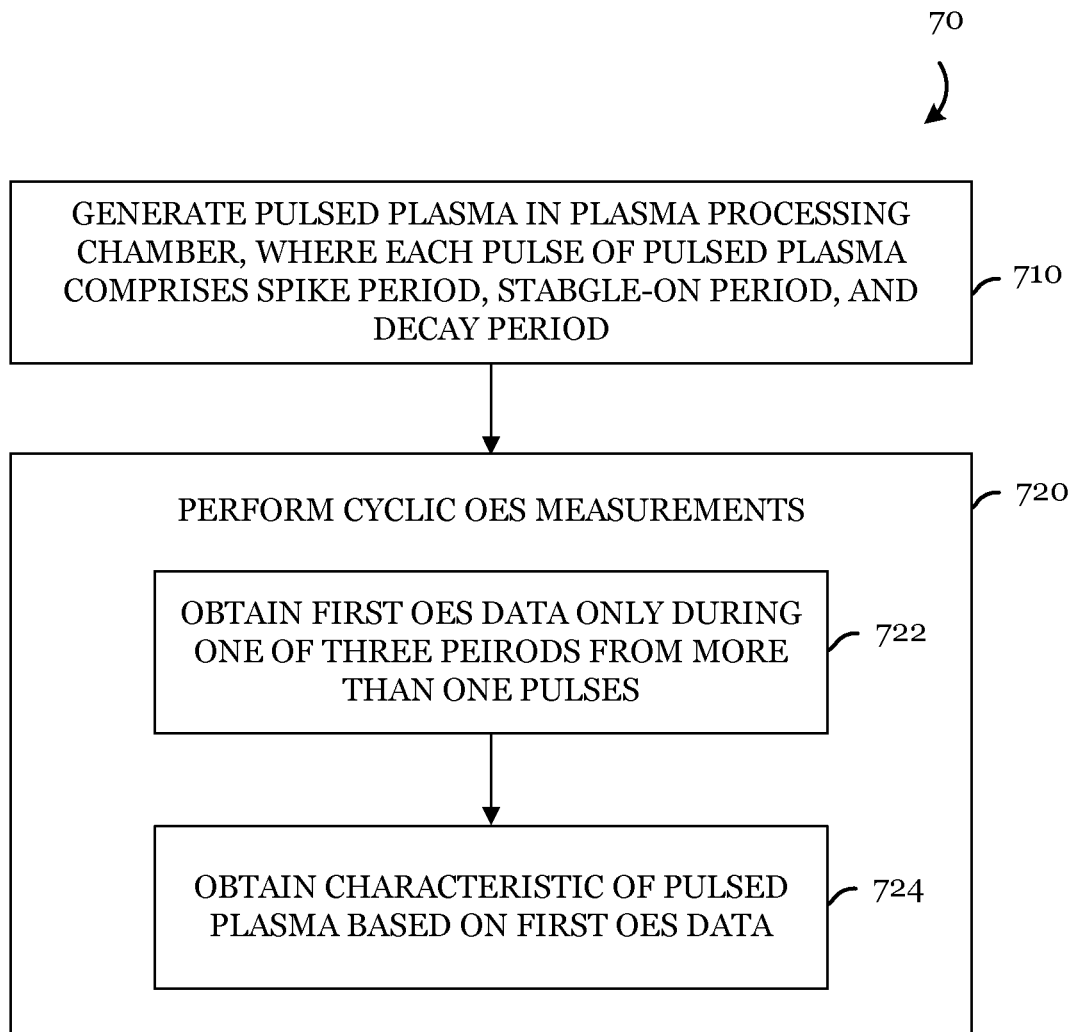 70
GENERATE PULSED PLASMA IN PLASMA PROCESSING
CHAMBER, WHERE EACH PULSE OF PULSED PLASMA
COMPRISES SPIKE PERIOD, STABGLE-ON PERIOD, AND
DECAY PERIOD
710
PERFORM CYCLIC OES MEASUREMENTS
720
OBTAIN FIRST OES DATA ONLY DURING
ONE OF THREE PEIRODS FROM MORE
THAN ONE PULSES
722
OBTAIN CHARACTERISTIC OF PULSED
PLASMA BASED ON FIRST OES DATA
724